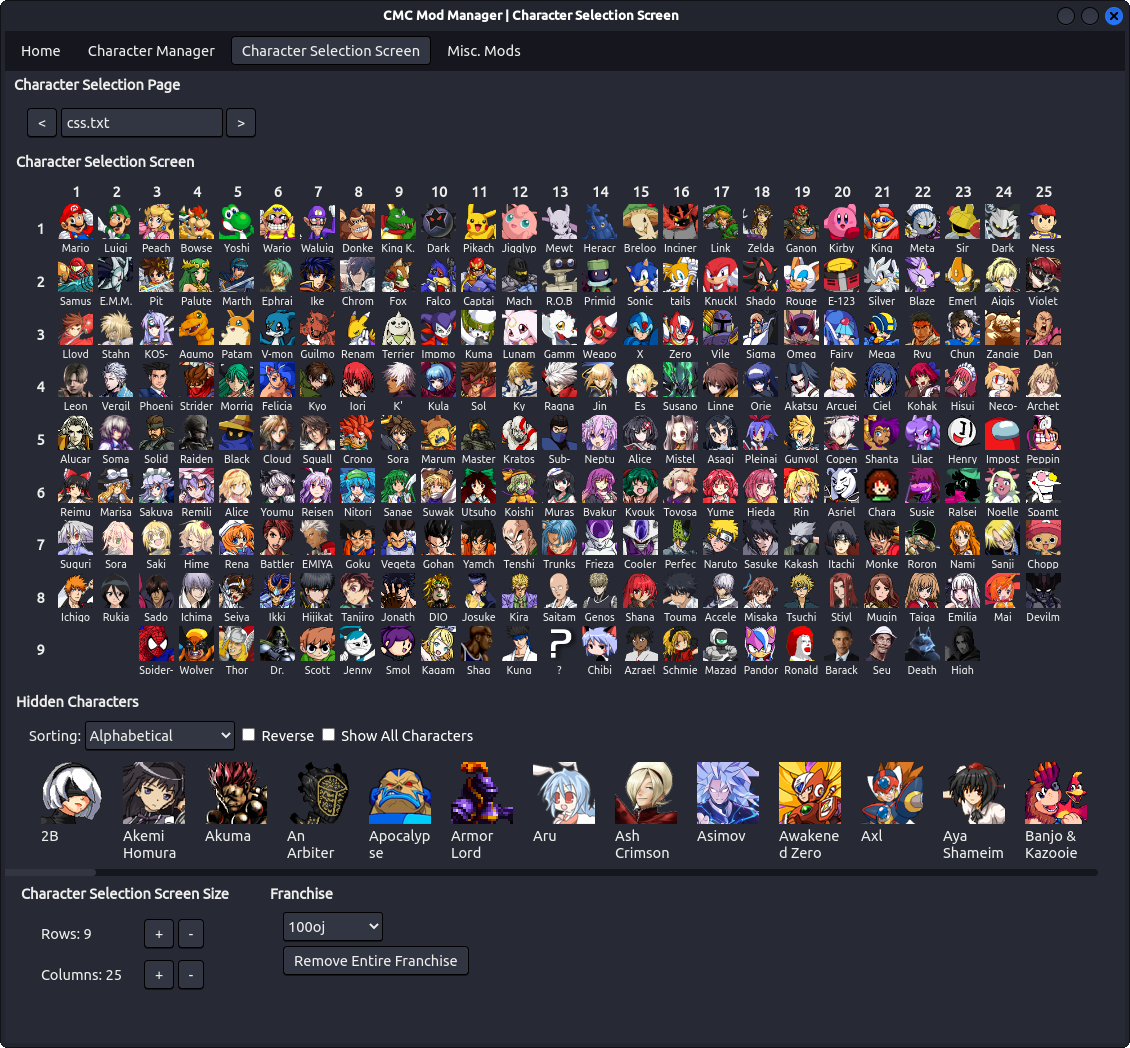 CMC Mod Manager | Character Selection Screen
Home Character Manager Character Selection Screen Misc. Mods
Character Selection Page
< css.txt >
Character Selection Screen
1 2 3 4 5 6 7 8 9 10 11 12 13 14 15 16 17 18 19 20 21 22 23 24 25
1
Mario Luigi Peach Bowse Yoshi Wario Waluig Donke King K. Dark Pikach Jigglyp Mewt Heracr Breloo Inciner Link Zelda Ganon Kirby King Meta Sir Dark Ness
2
Samus E.M.M. Pit Palute Marth Ephrai Ike Chrom Fox Falco Captai Mach R.O.B Primid Sonic tails Knuckl Shado Rouge E-123 Silver Blaze Emerl Aigis Violet
3
Lloyd Stahn KOS- Agumo Patam V-mon Guilmo Renam Terrier Impmo Kuma Lunam Gamm Weapo X Zero Vile Sigma Omeg Fairy Mega Ryu Chun Zangie Dan
4
Leon Vergil Phoeni Strider Morrig Felicia Kyo Iori K' Kula Sol Ky Ragna Jin Es Susano Linne Orie Akatsu Arcuei Ciel Kohak Hisui Neco- Archet
5
Alucar Soma Solid Raiden Black Cloud Squall Crono Sora Marum Master Kratos Sub- Neptu Alice Mistel Asagi Pleinai Gunvol Copen Shanta Lilac Henry Impost Peppin
6
Reimu Marisa Sakuya Remili Alice Youmu Reisen Nitori Sanae Suwak Utsuho Koishi Muras Byakur Kyouk Toyosa Yume Hieda Rin Asriel Chara Susie Ralsei Noelle Spamt
7
Suguri Sora Saki Hime Rena Battler EMIYA Goku Vegeta Gohan Yamch Tenshi Trunks Frieza Cooler Perfec Naruto Sasuke Kakash Itachi Monke Roron Nami Sanji Chopp
8
Ichigo Rukia Sado Ichima Seiya Ikki Hijikat Tanjiro Jonath DIO Josuke Kira Saitam Genos Shana Touma Accele Misaka Tsuchi Stiyl Mugin Taiga Emilia Mai Devilm
9
Spider- Wolver Thor Dr. Scott Jenny Smol Kagam Shaq Kung ? Chibi Azrael Schmie Mazad Pandor Ronald Barack Seu Death High
Hidden Characters
Sorting: Alphabetical Reverse Show All Characters
2B Akemi Akuma An Apocalyp Armor Aru Ash Asimov Awakene Axl Aya Banjo &
Homura Arbiter se Lord Crimson d Zero Shameim Kazooie
Character Selection Screen Size Franchise
Rows: 9 + - 100oj
Remove Entire Franchise
Columns: 25 + -